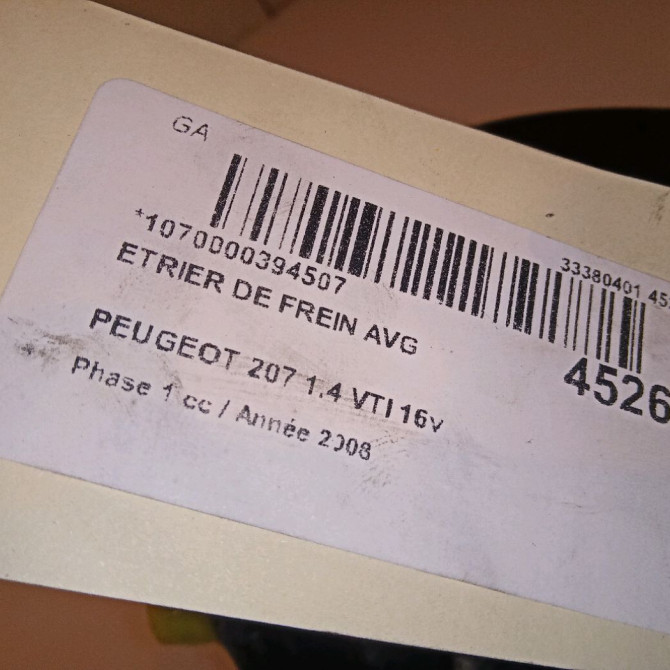 GA
*1070000394507
33380401 45
ETRIER DE FREIN AVG
4526
PEUGEOT 207 1.4 VTI 16v
Phase 1 cc / Année 2008